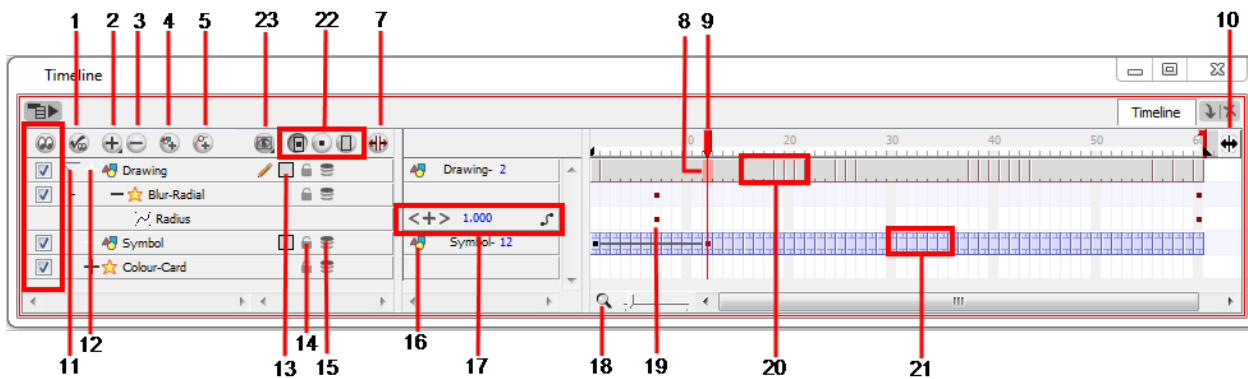 1 2 3 4 5 23 22 7 8 9 10
Timeline
Timeline
10 20 30 40 50 60
Drawing
Drawing- 2
Blur-Radial
Radius
1.000
Symbol
Symbol- 12
Colour-Card
11 12 13 14 15 16 17 18 19 20 21